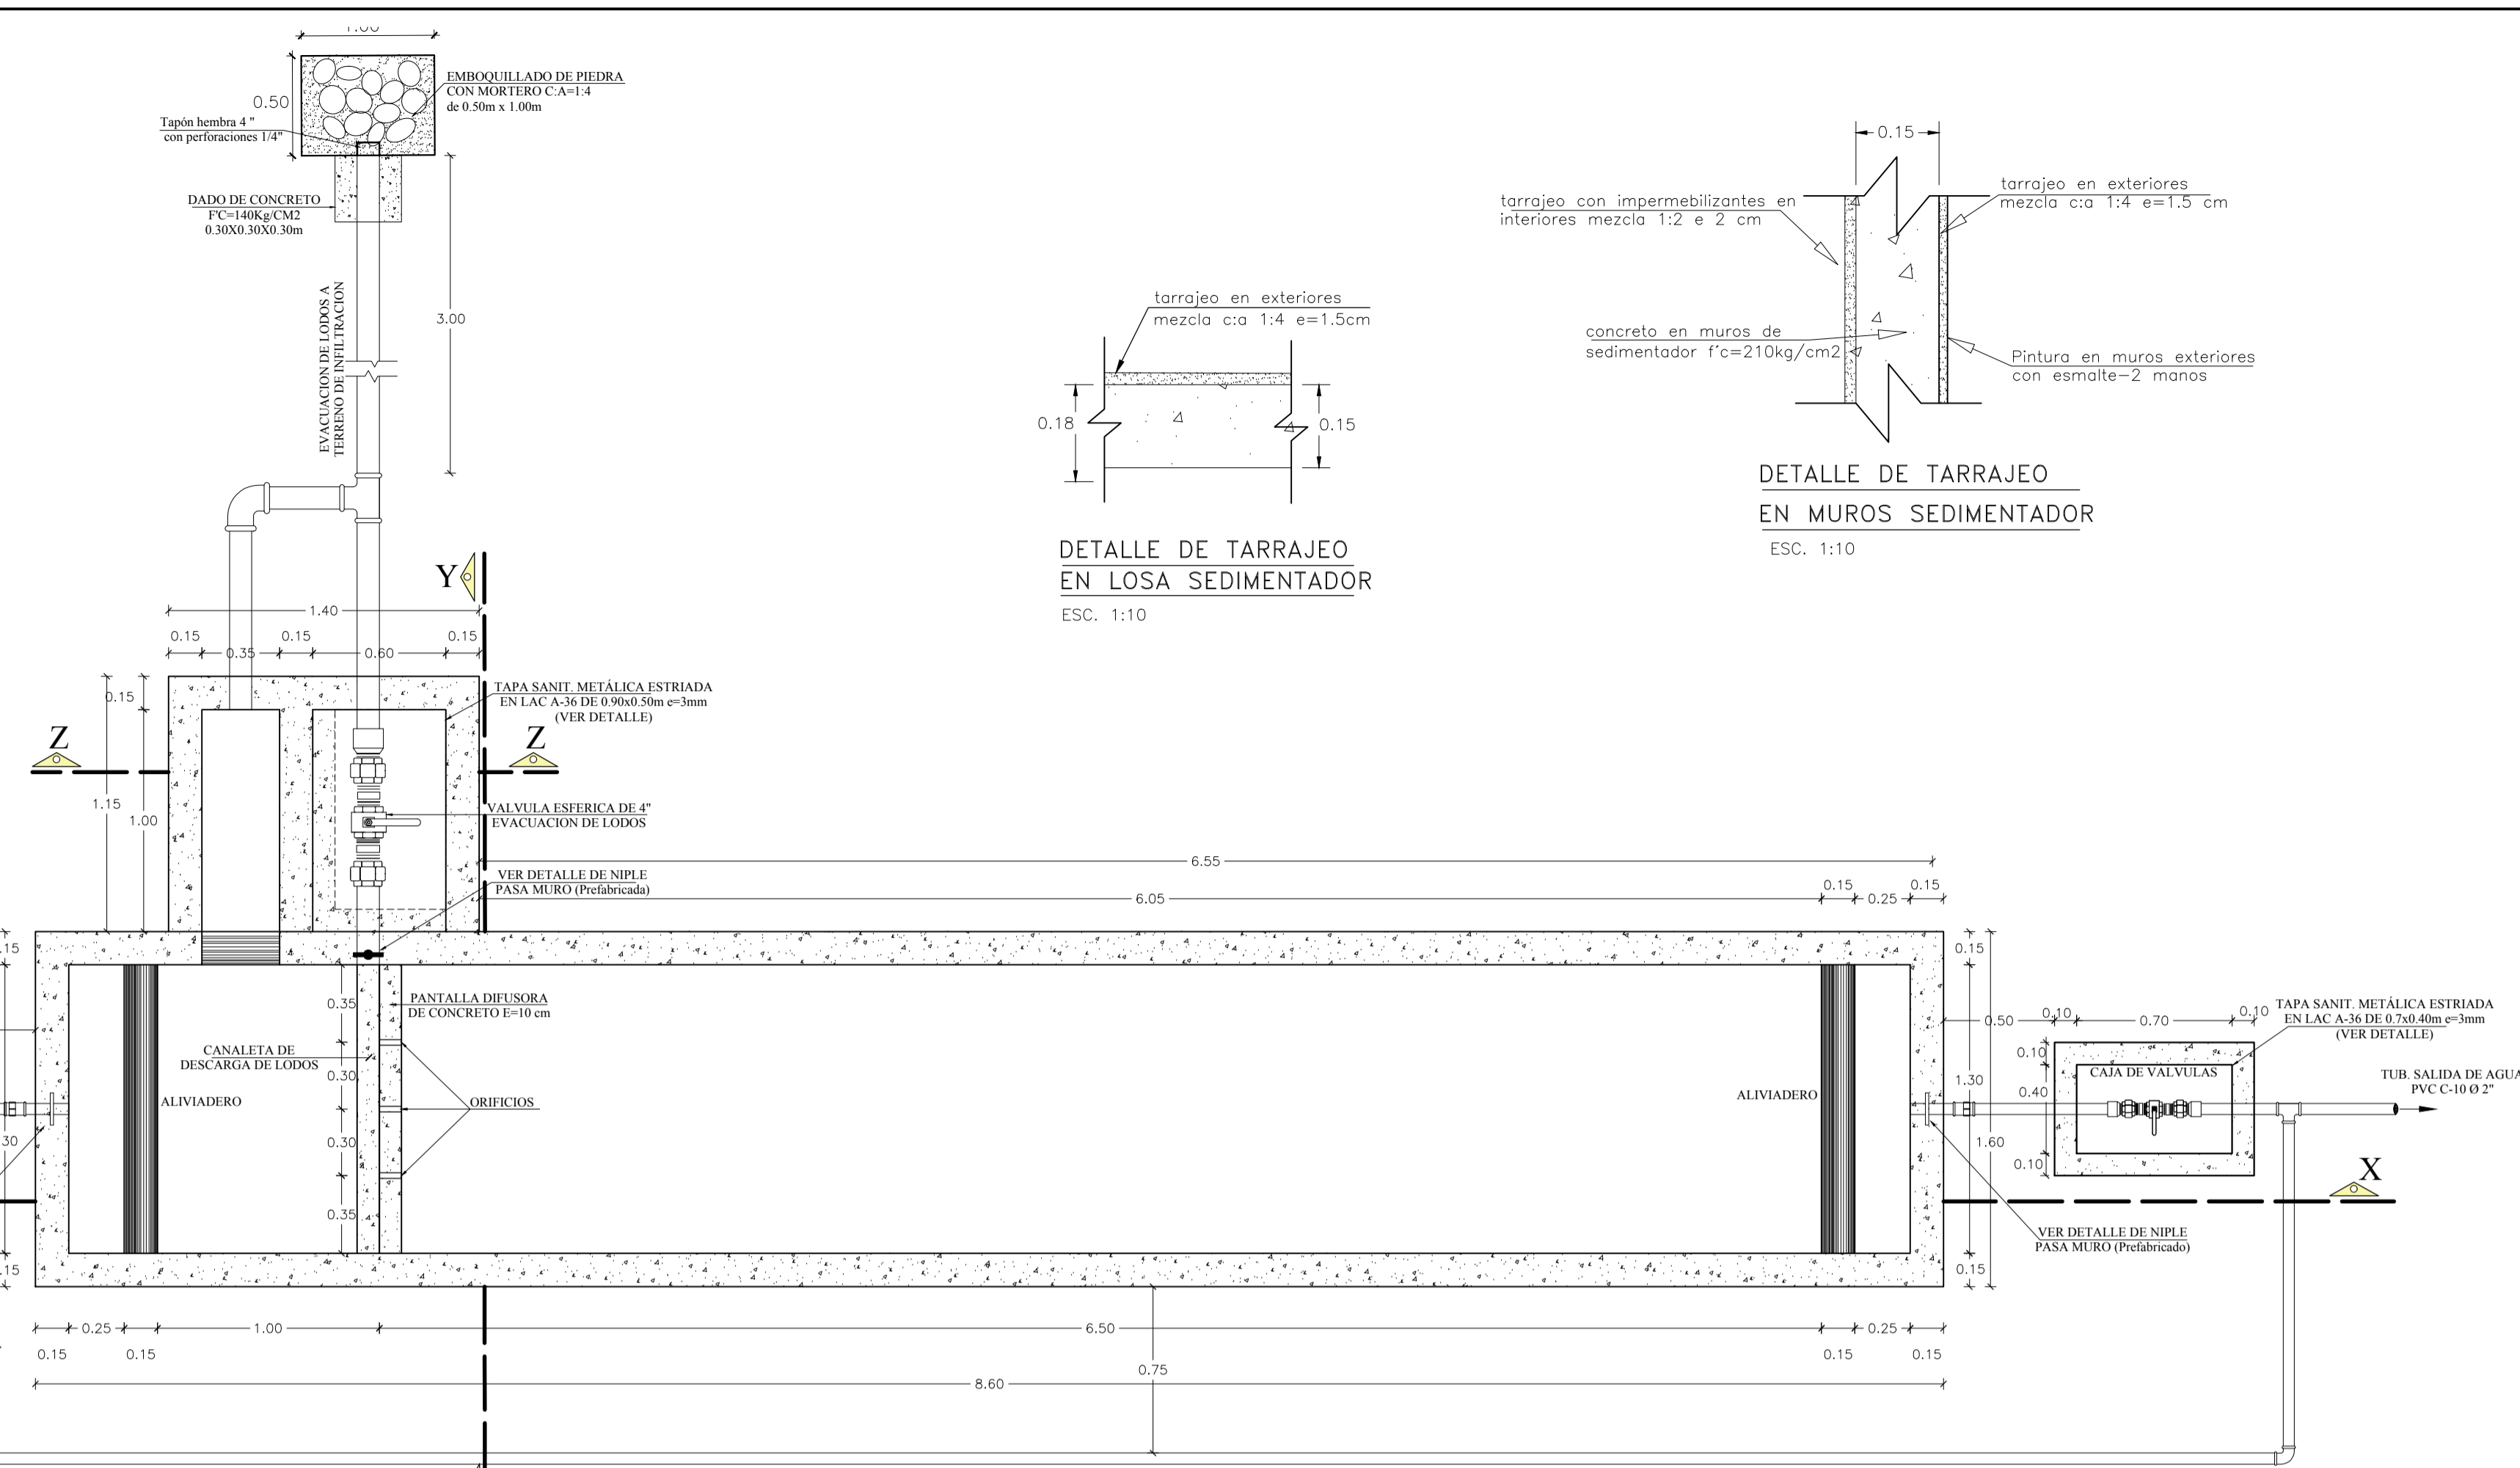 1.00
0.50
EMBOQUILLADO DE PIEDRA
CON MORTERO C:A=1:4
de 0.50m x 1.00m
Tapón hembra 4 "
con perforaciones 1/4"
DADO DE CONCRETO
F'C=140Kg/CM2
0.30X0.30X0.30m
EVACUACION DE LODOS A
TERRENO DE INFILTRACION
3.00
tarrajeo en exteriores
mezcla c:a 1:4 e=1.5cm
0.18
0.15
DETALLE DE TARRAJEO
EN LOSA SEDIMENTADOR
ESC. 1:10
0.15
tarrajeo con impermebilizantes en
interiores mezcla 1:2 e 2 cm
tarrajeo en exteriores
mezcla c:a 1:4 e=1.5 cm
concreto en muros de
sedimentador f'c=210kg/cm2
Pintura en muros exteriores
con esmalte-2 manos
DETALLE DE TARRAJEO
EN MUROS SEDIMENTADOR
ESC. 1:10
Y
1.40
0.15
0.15
0.15
0.35
0.60
0.15
TAPA SANIT. METÁLICA ESTRIADA
EN LAC A-36 DE 0.90x0.50m e=3mm
(VER DETALLE)
Z
Z
1.15
1.00
VALVULA ESFERICA DE 4"
EVACUACION DE LODOS
VER DETALLE DE NIPLE
PASA MURO (Prefabricada)
6.55
6.05
0.15
0.15
0.25
.15
0.15
0.35
PANTALLA DIFUSORA
DE CONCRETO E=10 cm
CANALETA DE
DESCARGA DE LODOS
0.30
ALIVIADERO
ORIFICIOS
0.30
0.35
ALIVIADERO
30
.15
1.30
1.60
0.15
0.50
0.10
0.70
0.10
TAPA SANIT. METÁLICA ESTRIADA
EN LAC A-36 DE 0.7x0.40m e=3mm
(VER DETALLE)
0.10
0.40
0.10
CAJA DE VALVULAS
TUB. SALIDA DE AGUA
PVC C-10 Ø 2"
X
VER DETALLE DE NIPLE
PASA MURO (Prefabricado)
0.25
1.00
6.50
0.25
0.15
0.15
0.15
0.15
0.75
8.60